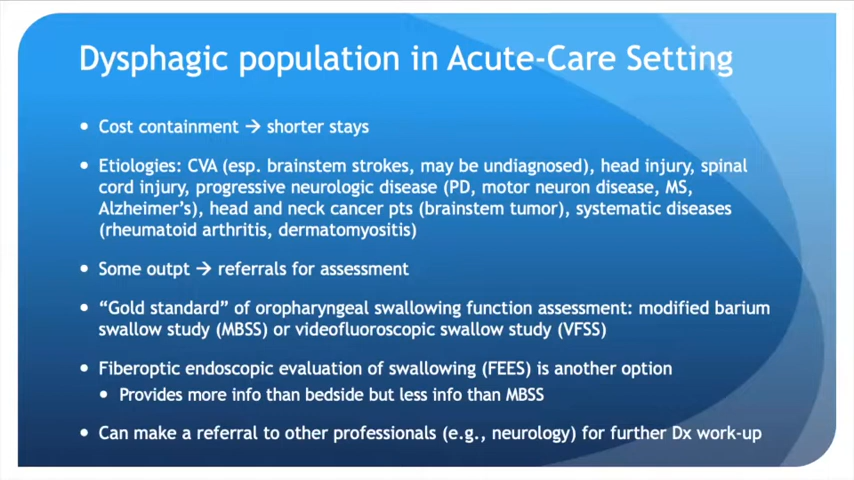 Dysphagic population in Acute-Care Setting
• Cost containment → shorter stays
• Etiologies: CVA (esp. brainstem strokes, may be undiagnosed), head injury, spinal
cord injury, progressive neurologic disease (PD, motor neuron disease, MS,
Alzheimer's), head and neck cancer pts (brainstem tumor), systematic diseases
(rheumatoid arthritis, dermatomyositis)
• Some outpt → referrals for assessment
• “Gold standard” of oropharyngeal swallowing function assessment: modified barium
swallow study (MBSS) or videofluoroscopic swallow study (VFSS)
• Fiberoptic endoscopic evaluation of swallowing (FEES) is another option
• Provides more info than bedside but less info than MBSS
• Can make a referral to other professionals (e.g., neurology) for further Dx work-up